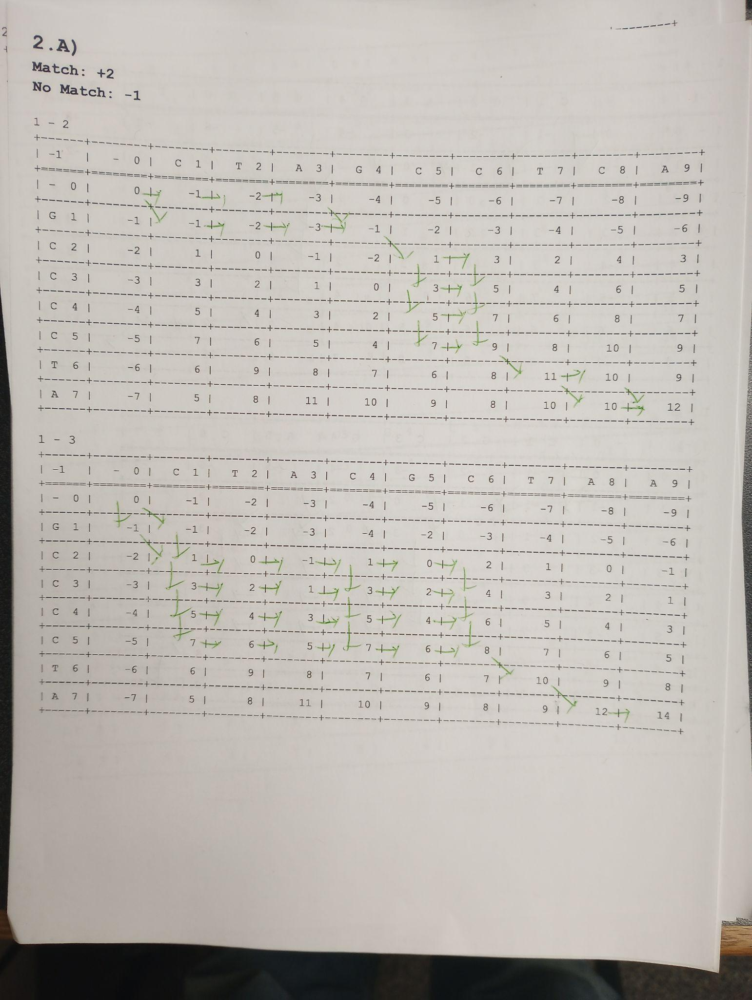 2.A)
Match: +2
No Match: -1
1 - 2
+------+--------+--------+--------+--------+--------+--------+--------+--------+--------+--------+
| -1 | - 0 | C 1 | T 2 | A 3 | G 4 | C 5 | C 6 | T 7 | C 8 | A 9 |
+======+========+========+========+========+========+========+========+========+========+========+
| - 0 | 0 | -1 | -2 | -3 | -4 | -5 | -6 | -7 | -8 | -9 |
+------+--------+--------+--------+--------+--------+--------+--------+--------+--------+--------+
| G 1 | -1 | -1 | -2 | -3 | -1 | -2 | -3 | -4 | -5 | -6 |
+------+--------+--------+--------+--------+--------+--------+--------+--------+--------+--------+
| C 2 | -2 | 1 | 0 | -1 | -2 | 1 | 3 | 2 | 4 | 3 |
+------+--------+--------+--------+--------+--------+--------+--------+--------+--------+--------+
| C 3 | -3 | 3 | 2 | 1 | 0 | 3 | 5 | 4 | 6 | 5 |
+------+--------+--------+--------+--------+--------+--------+--------+--------+--------+--------+
| C 4 | -4 | 5 | 4 | 3 | 2 | 5 | 7 | 6 | 8 | 7 |
+------+--------+--------+--------+--------+--------+--------+--------+--------+--------+--------+
| C 5 | -5 | 7 | 6 | 5 | 4 | 7 | 9 | 8 | 10 | 9 |
+------+--------+--------+--------+--------+--------+--------+--------+--------+--------+--------+
| T 6 | -6 | 6 | 9 | 8 | 7 | 6 | 8 | 11 | 10 | 9 |
+------+--------+--------+--------+--------+--------+--------+--------+--------+--------+--------+
| A 7 | -7 | 5 | 8 | 11 | 10 | 9 | 8 | 10 | 10 | 12 |
+------+--------+--------+--------+--------+--------+--------+--------+--------+--------+--------+
1 - 3
+------+--------+--------+--------+--------+--------+--------+--------+--------+--------+--------+
| -1 | - 0 | C 1 | T 2 | A 3 | C 4 | G 5 | C 6 | T 7 | A 8 | A 9 |
+======+========+========+========+========+========+========+========+========+========+========+
| - 0 | 0 | -1 | -2 | -3 | -4 | -5 | -6 | -7 | -8 | -9 |
+------+--------+--------+--------+--------+--------+--------+--------+--------+--------+--------+
| G 1 | -1 | -1 | -2 | -3 | -4 | -2 | -3 | -4 | -5 | -6 |
+------+--------+--------+--------+--------+--------+--------+--------+--------+--------+--------+
| C 2 | -2 | 1 | 0 | -1 | 1 | 0 | 2 | 1 | 0 | -1 |
+------+--------+--------+--------+--------+--------+--------+--------+--------+--------+--------+
| C 3 | -3 | 3 | 2 | 1 | 3 | 2 | 4 | 3 | 2 | 1 |
+------+--------+--------+--------+--------+--------+--------+--------+--------+--------+--------+
| C 4 | -4 | 5 | 4 | 3 | 5 | 4 | 6 | 5 | 4 | 3 |
+------+--------+--------+--------+--------+--------+--------+--------+--------+--------+--------+
| C 5 | -5 | 7 | 6 | 5 | 7 | 6 | 8 | 7 | 6 | 5 |
+------+--------+--------+--------+--------+--------+--------+--------+--------+--------+--------+
| T 6 | -6 | 6 | 9 | 8 | 7 | 6 | 7 | 10 | 9 | 8 |
+------+--------+--------+--------+--------+--------+--------+--------+--------+--------+--------+
| A 7 | -7 | 5 | 8 | 11 | 10 | 9 | 8 | 9 | 12 | 14 |
+------+--------+--------+--------+--------+--------+--------+--------+--------+--------+--------+